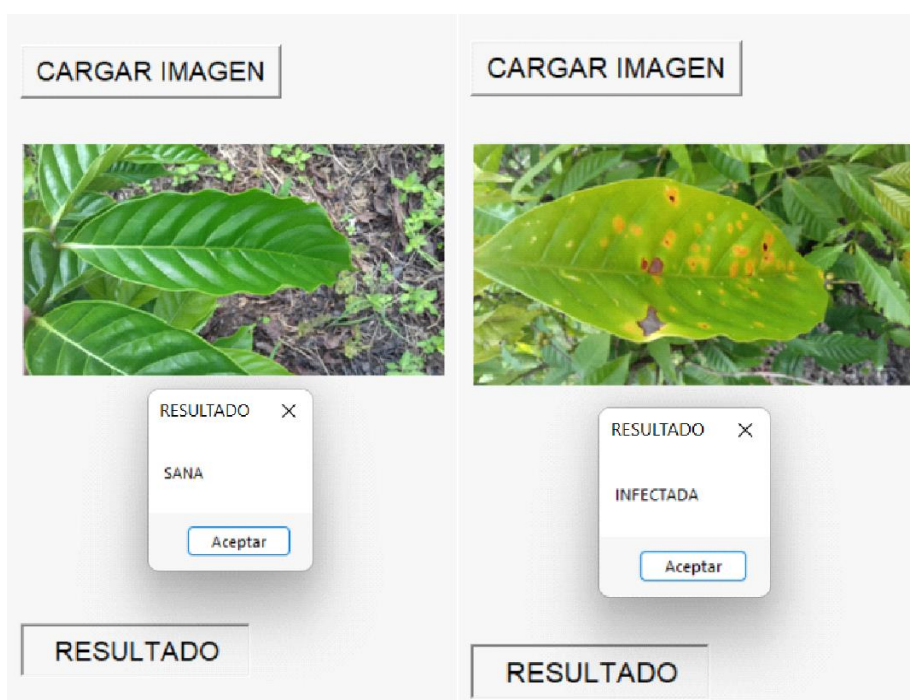 CARGAR IMAGEN
RESULTADO
SANA
Aceptar
RESULTADO
CARGAR IMAGEN
RESULTADO
INFECTADA
Aceptar
RESULTADO